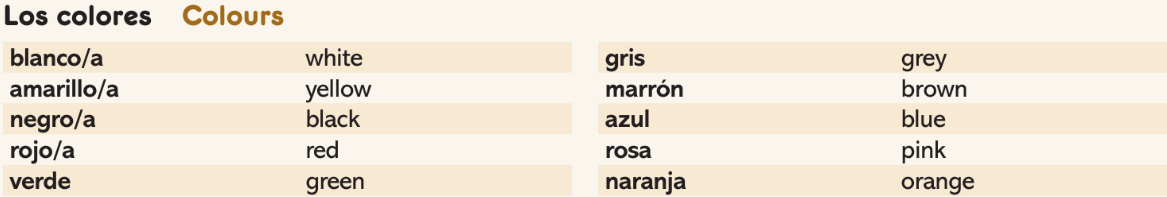 Los colores Colours
blanco/a white
amarillo/a yellow
negro/a black
rojo/a red
verde green
gris grey
marrón brown
azul blue
rosa pink
naranja orange